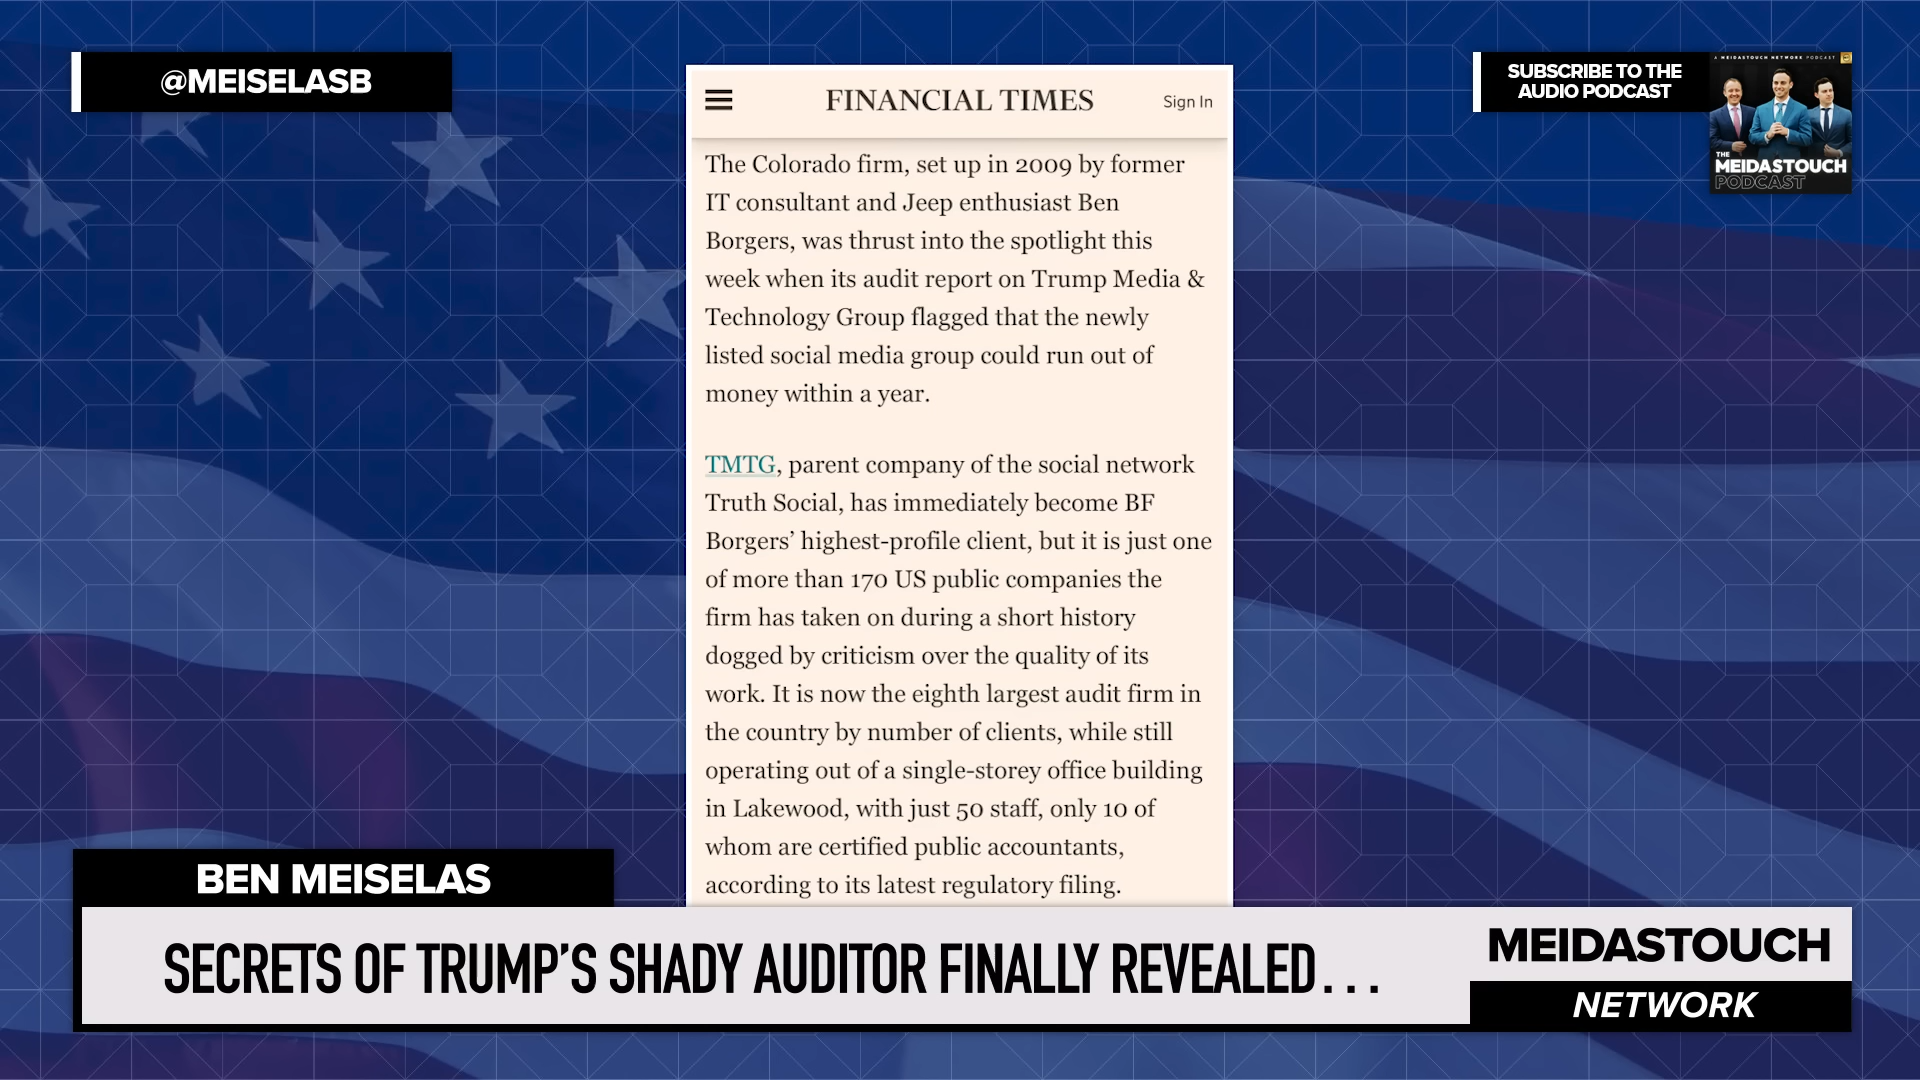 @MEISELASB
SUBSCRIBE TO THE
AUDIO PODCAST
A MEIDASTOUCH NETWORK PODCAST
THE
MEIDASTOUCH
PODCAST
FINANCIAL TIMES
Sign In
The Colorado firm, set up in 2009 by former
IT consultant and Jeep enthusiast Ben
Borgers, was thrust into the spotlight this
week when its audit report on Trump Media &
Technology Group flagged that the newly
listed social media group could run out of
money within a year.
TMTG, parent company of the social network
Truth Social, has immediately become BF
Borgers’ highest-profile client, but it is just one
of more than 170 US public companies the
firm has taken on during a short history
dogged by criticism over the quality of its
work. It is now the eighth largest audit firm in
the country by number of clients, while still
operating out of a single-storey office building
in Lakewood, with just 50 staff, only 10 of
whom are certified public accountants,
according to its latest regulatory filing.
BEN MEISELAS
SECRETS OF TRUMP’S SHADY AUDITOR FINALLY REVEALED...
MEIDASTOUCH
NETWORK